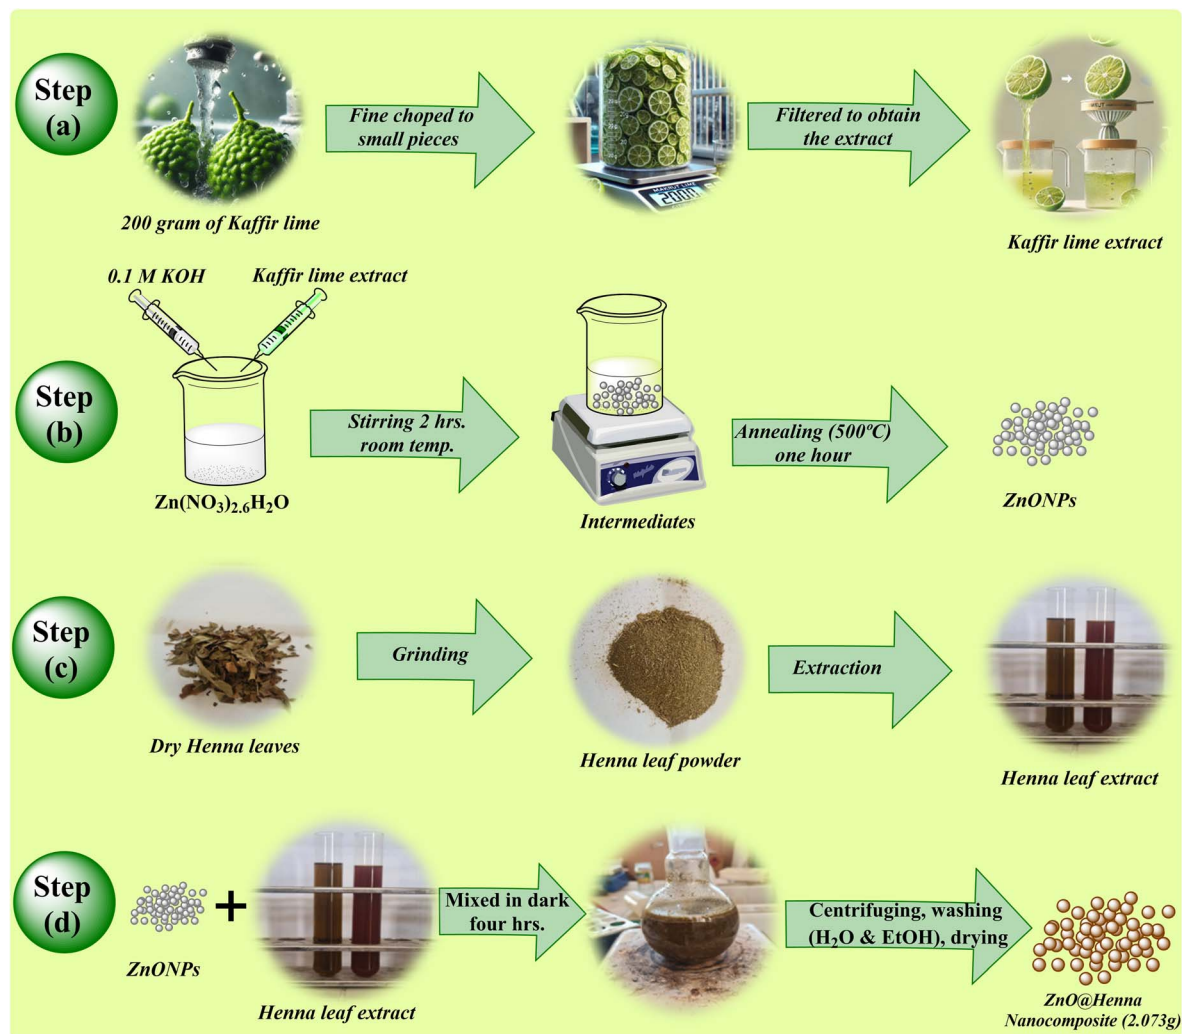 Step
(a)
Fine choped to
small pieces
MAKRUT LIME
Filtered to obtain
the extract
200 gram of Kaffir lime
Kaffir lime extract
0.1 M KOH
Kaffir lime extract
Step
(b)
Stirring 2 hrs.
room temp.
Annealing (500ºC)
one hour
Zn(NO₃)₂.₆H₂O
Intermediates
ZnONPs
Step
(c)
Grinding
Extraction
Dry Henna leaves
Henna leaf powder
Henna leaf extract
Step
(d)
+
Mixed in dark
four hrs.
Centrifuging, washing
(H₂O & EtOH), drying
ZnONPs
Henna leaf extract
ZnO@Henna
Nanocomposite (2.073g)